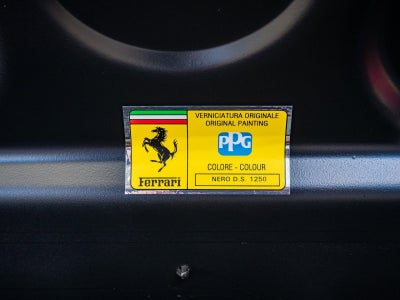 VERNICIATURA ORIGINALE
ORIGINAL PAINTING
PPG
COLORE - COLOUR
NERO D.S. 1250
Ferrari